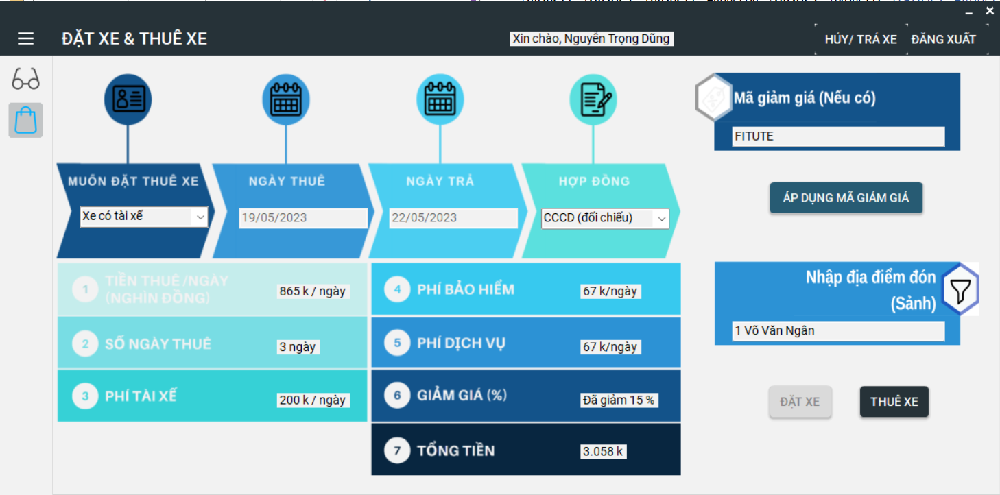 ĐẶT XE & THUÊ XE
Xin chào, Nguyễn Trọng Dũng
HỦY/ TRẢ XE
ĐĂNG XUẤT
MUỐN ĐẶT THUÊ XE
Xe có tài xế
NGÀY THUÊ
19/05/2023
NGÀY TRẢ
22/05/2023
HỢP ĐỒNG
CCCD (đối chiếu)
Mã giảm giá (Nếu có)
FITUTE
ÁP DỤNG MÃ GIẢM GIÁ
1
TIỀN THUÊ /NGÀY
(NGHÌN ĐỒNG)
865 k / ngày
2
SỐ NGÀY THUÊ
3 ngày
3
PHÍ TÀI XẾ
200 k / ngày
4
PHÍ BẢO HIỂM
67 k/ngày
5
PHÍ DỊCH VỤ
67 k/ngày
6
GIẢM GIÁ (%)
Đã giảm 15 %
7
TỔNG TIỀN
3.058 k
Nhập địa điểm đón
(Sảnh)
1 Võ Văn Ngân
ĐẶT XE
THUÊ XE